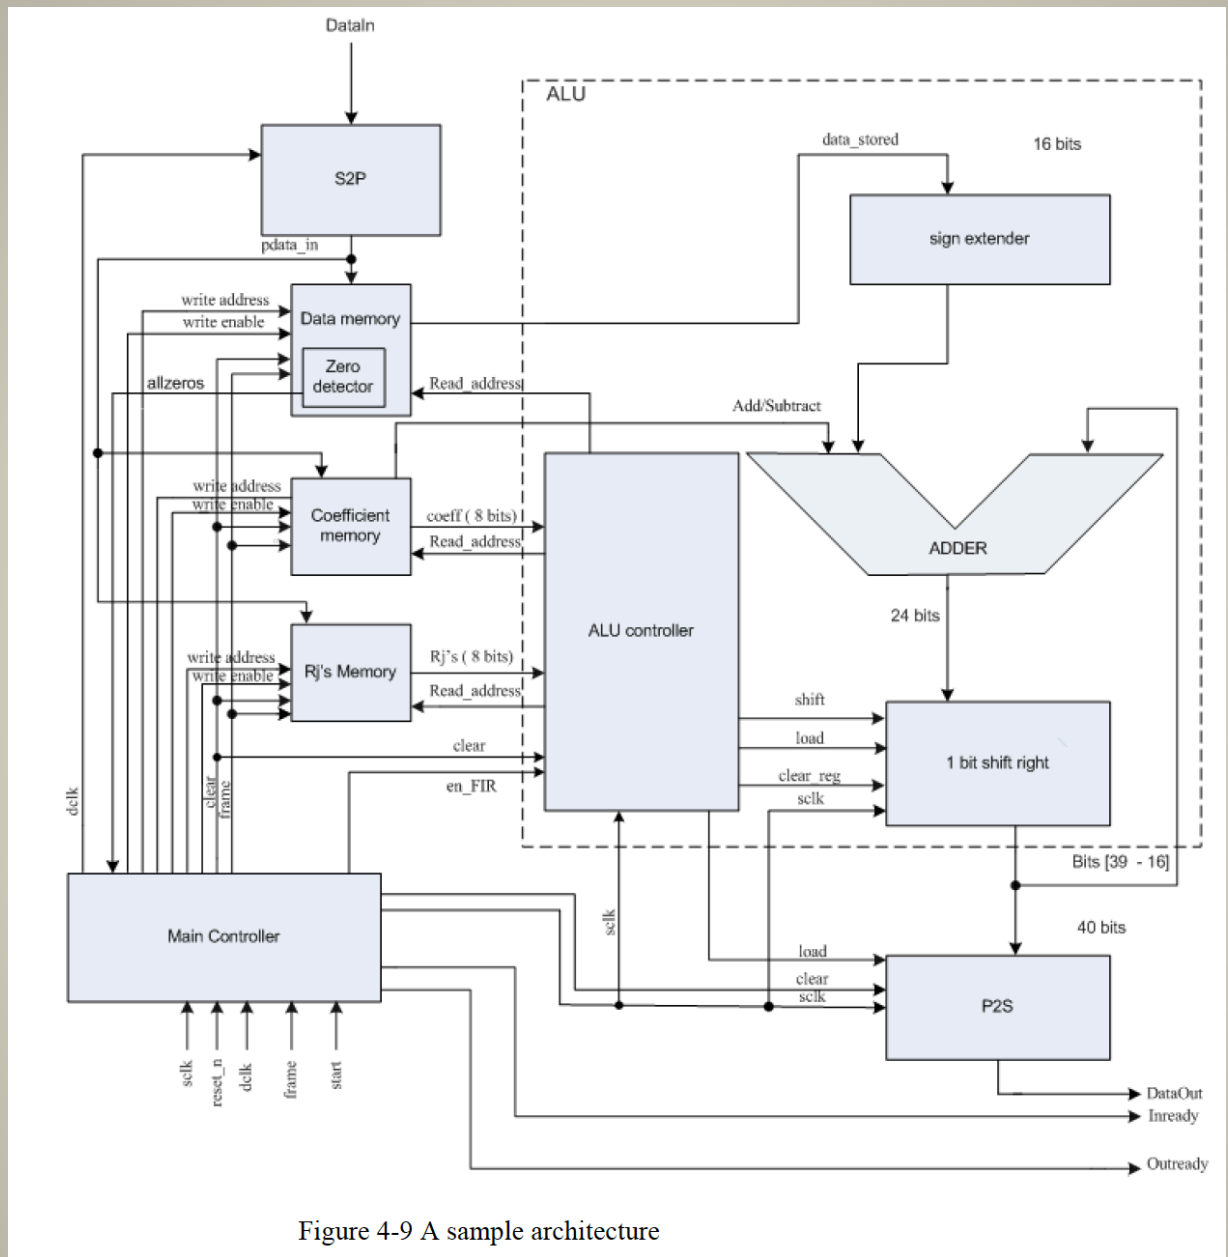 DataIn
ALU
data_stored
16 bits
S2P
sign extender
pdata_in
write address
write enable
Data memory
Zero
detector
allzeros
Read_address
Add/Subtract
write address
write enable
Coefficient
memory
coeff ( 8 bits)
Read_address
ADDER
24 bits
ALU controller
write address
write enable
Rj's Memory
Rj's ( 8 bits)
Read_address
shift
load
clear_reg
sclk
1 bit shift right
clear
en_FIR
dclk
clear
frame
Bits [39 - 16]
Main Controller
sclk
40 bits
load
clear
sclk
P2S
sclk
reset_n
dclk
frame
start
DataOut
Inready
Outready
Figure 4-9 A sample architecture